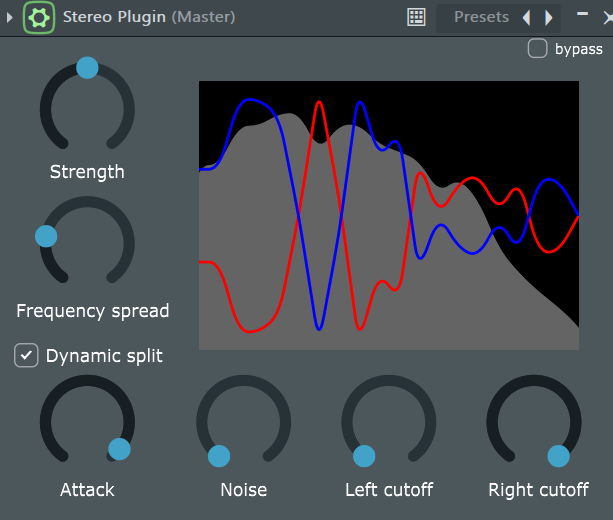 Stereo Plugin (Master)
Presets
bypass
Strength
Frequency spread
Dynamic split
Attack
Noise
Left cutoff
Right cutoff